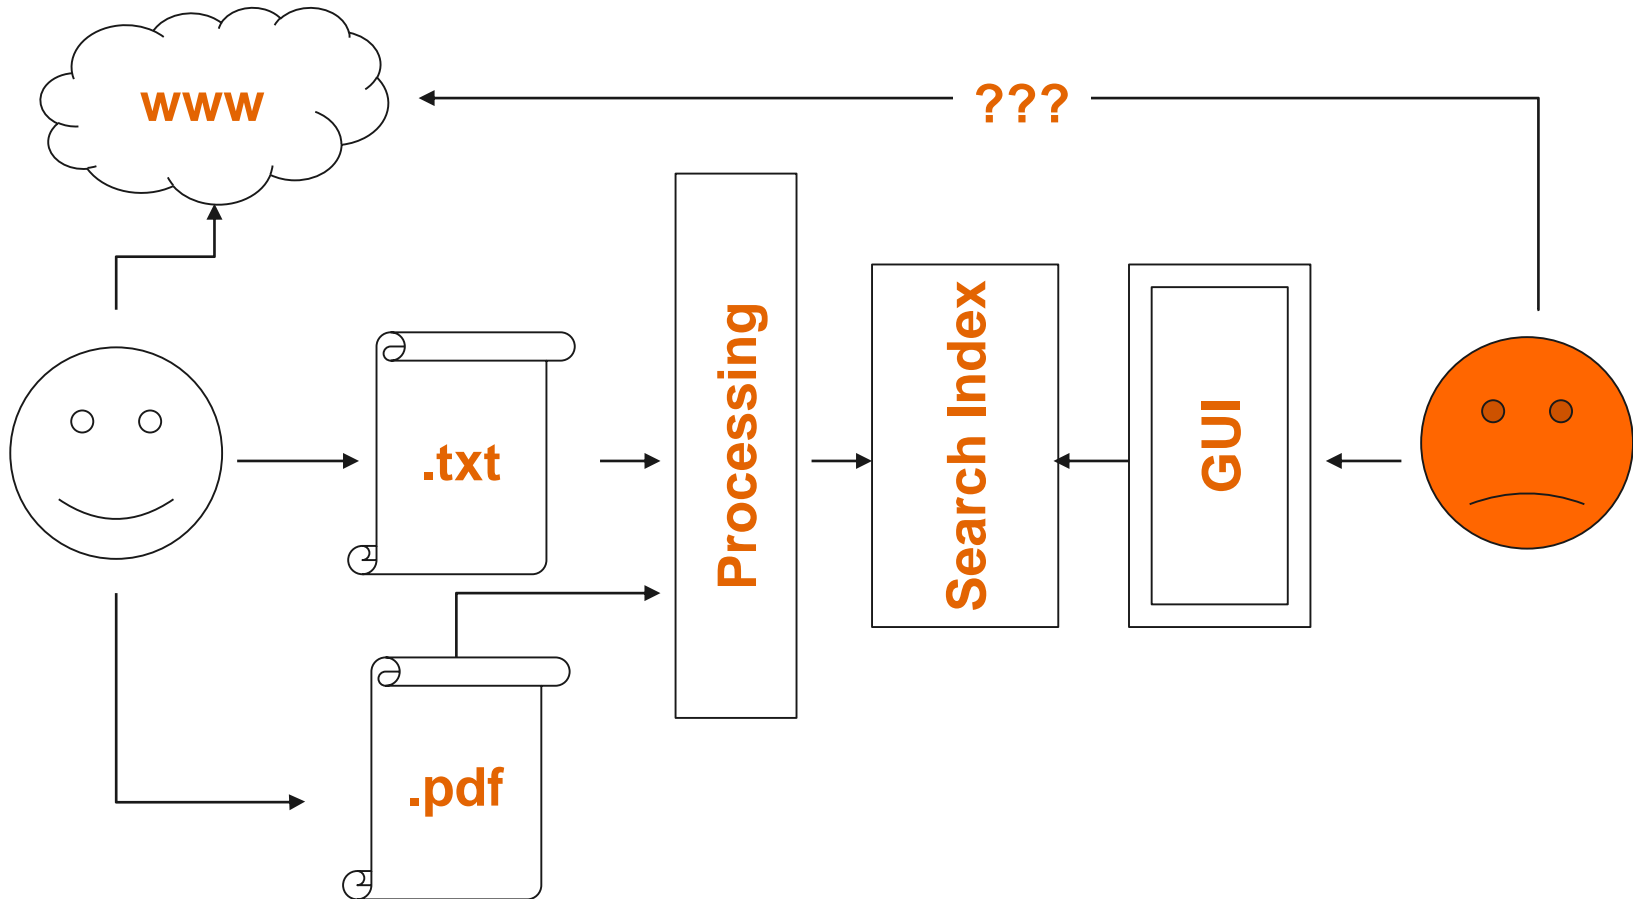 www
???
.txt
Processing
Search Index
GUI
.pdf